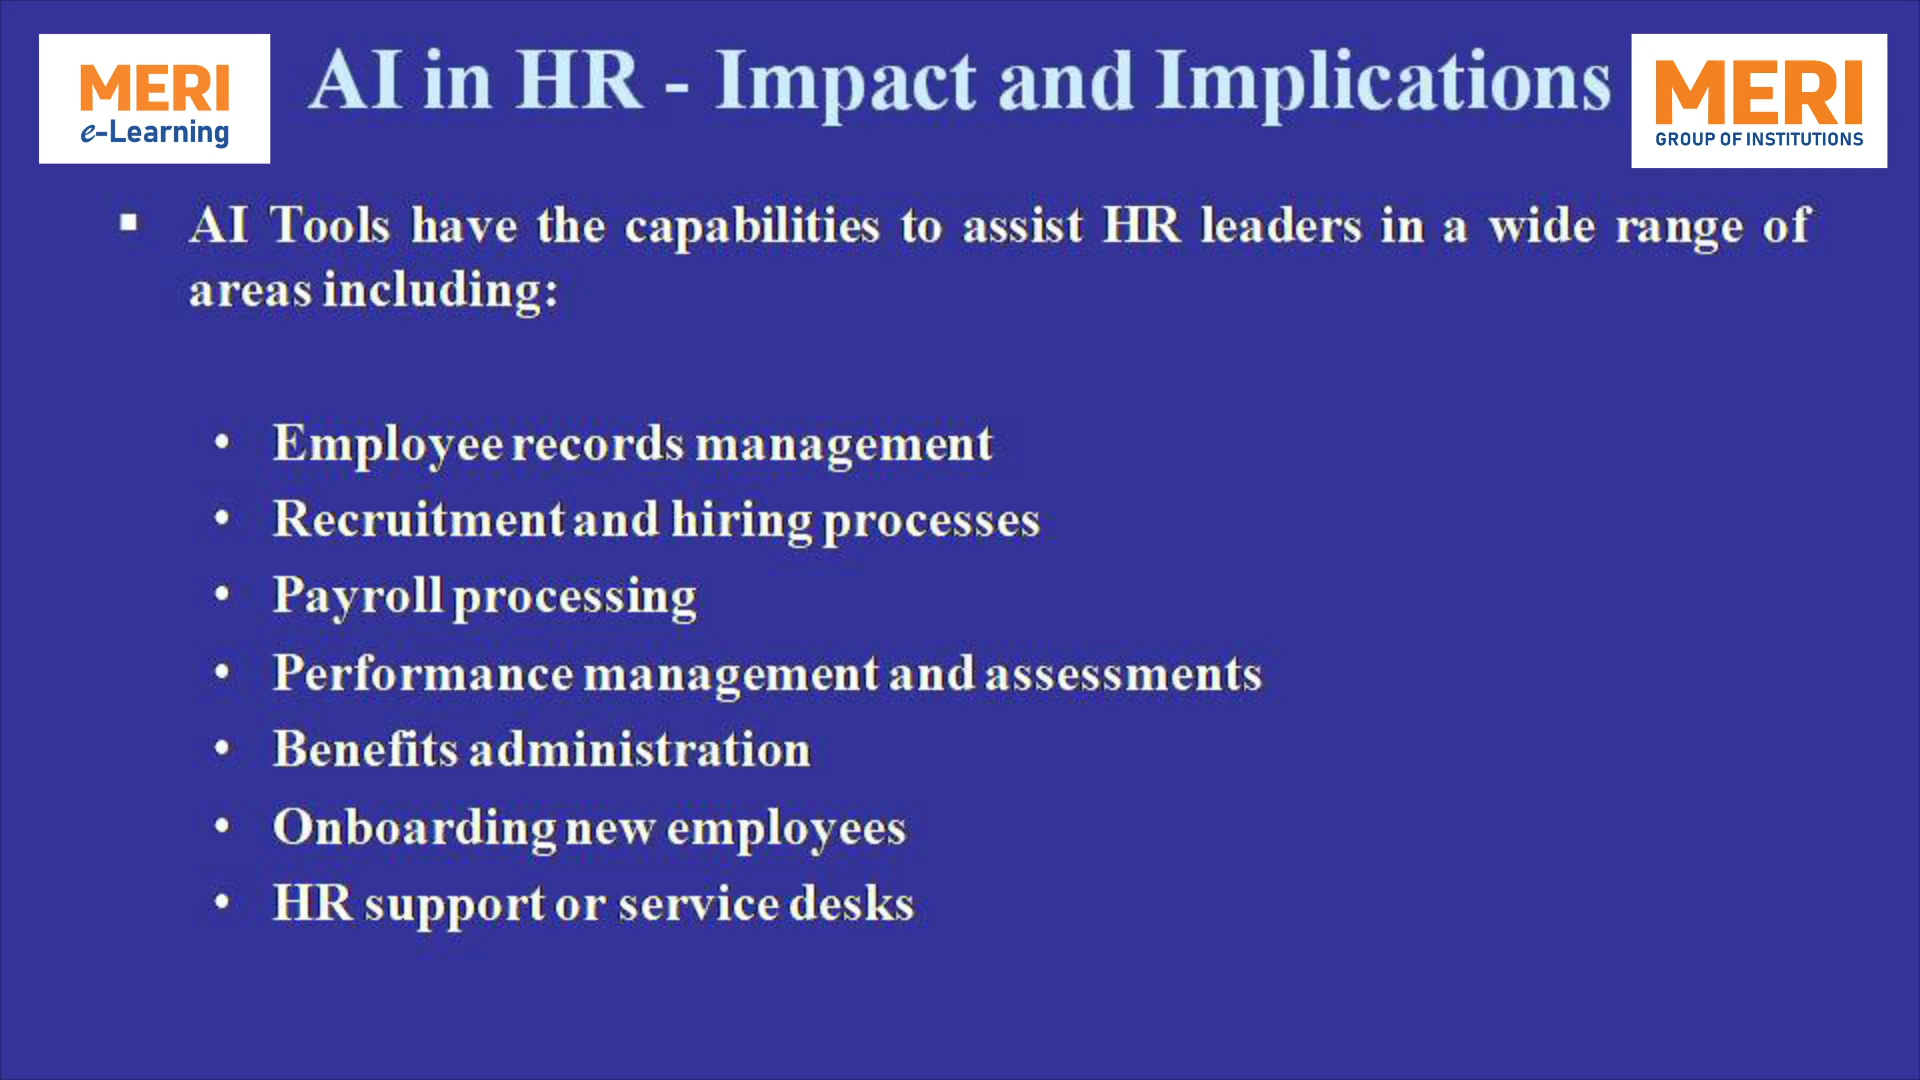 MERI
e-Learning
AI in HR - Impact and Implications
MERI
GROUP OF INSTITUTIONS
▪ AI Tools have the capabilities to assist HR leaders in a wide range of
areas including:
• Employee records management
• Recruitment and hiring processes
• Payroll processing
• Performance management and assessments
• Benefits administration
• Onboarding new employees
• HR support or service desks